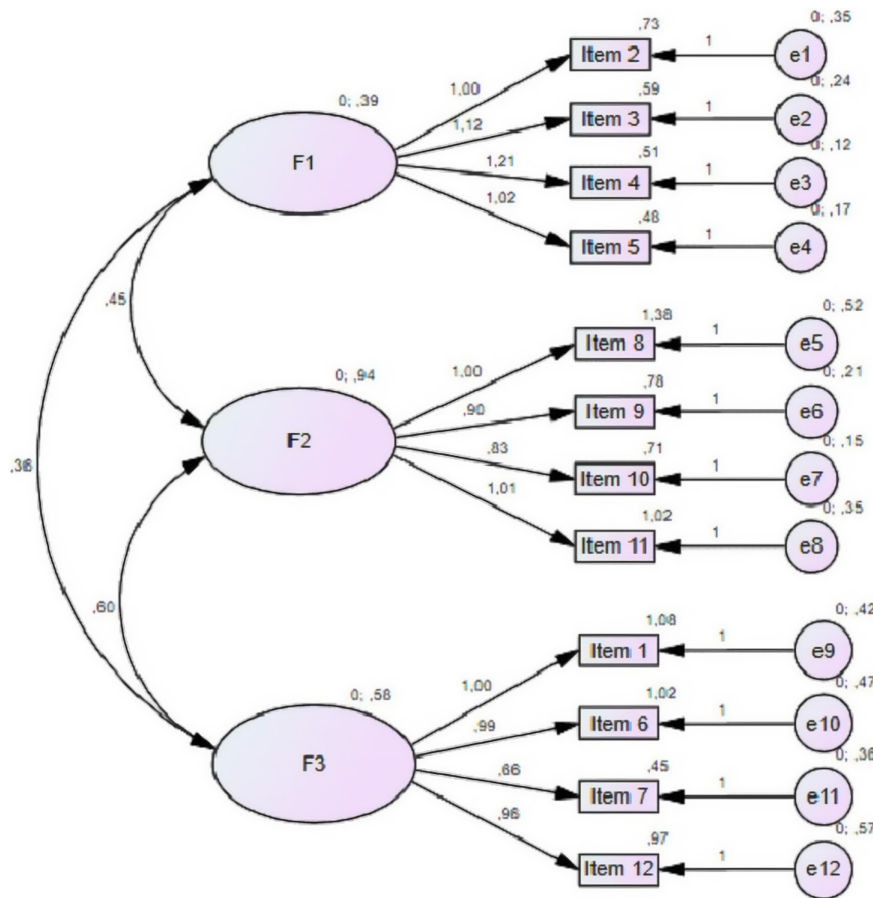 ,73
0; ,35
Item 2
1
e1
1,00
0; ,39
,59
0; ,24
Item 3
1
e2
1,12
F1
,51
0; ,12
Item 4
1
e3
1,21
,48
0; ,17
Item 5
1
e4
1,02
,45
1,38
0; ,52
Item 8
1
e5
1,00
0; ,94
,78
0; ,21
Item 9
1
e6
,90
F2
,71
0; ,15
Item 10
1
e7
,83
1,02
0; ,35
Item 11
1
e8
1,01
,36
,60
1,08
0; ,42
Item 1
1
e9
1,00
0; ,58
1,02
0; ,47
Item 6
1
e10
,99
F3
,45
0; ,36
Item 7
1
e11
,66
,97
0; ,57
Item 12
1
e12
,96